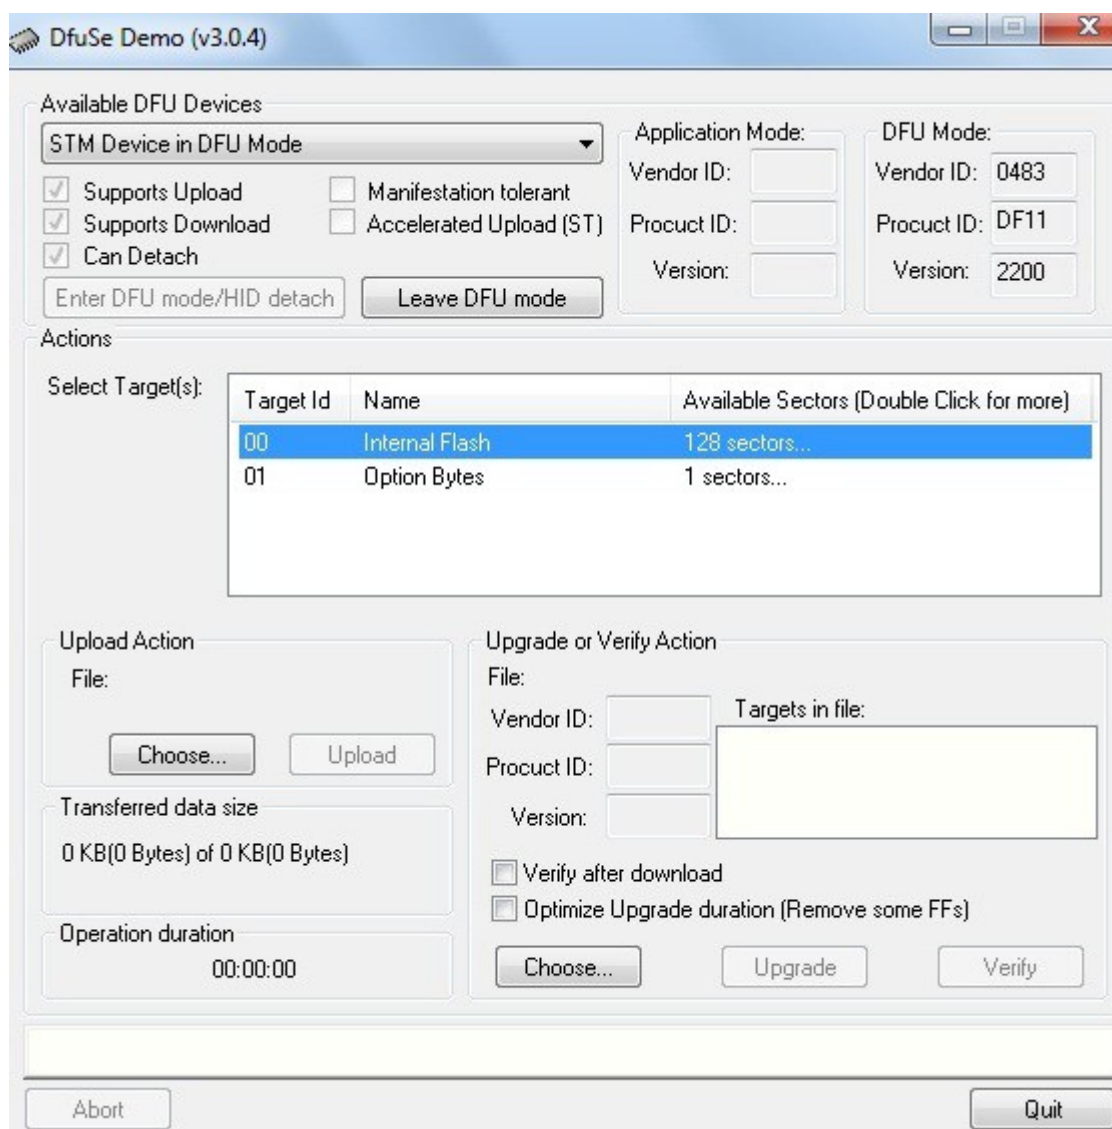 DfuSe Demo (v3.0.4)
Available DFU Devices
STM Device in DFU Mode
Supports Upload
Manifestation tolerant
Supports Download
Accelerated Upload (ST)
Can Detach
Enter DFU mode/HID detach
Leave DFU mode
Application Mode:
Vendor ID:
Procuct ID:
Version:
DFU Mode:
Vendor ID: 0483
Procuct ID: DF11
Version: 2200
Actions
Select Target(s):
Target Id Name Available Sectors (Double Click for more)
00 Internal Flash 128 sectors...
01 Option Bytes 1 sectors...
Upload Action
File:
Choose... Upload
Transferred data size
0 KB(0 Bytes) of 0 KB(0 Bytes)
Operation duration
00:00:00
Upgrade or Verify Action
File:
Vendor ID:
Procuct ID:
Version:
Targets in file:
Verify after download
Optimize Upgrade duration (Remove some FFs)
Choose... Upgrade Verify
Abort Quit